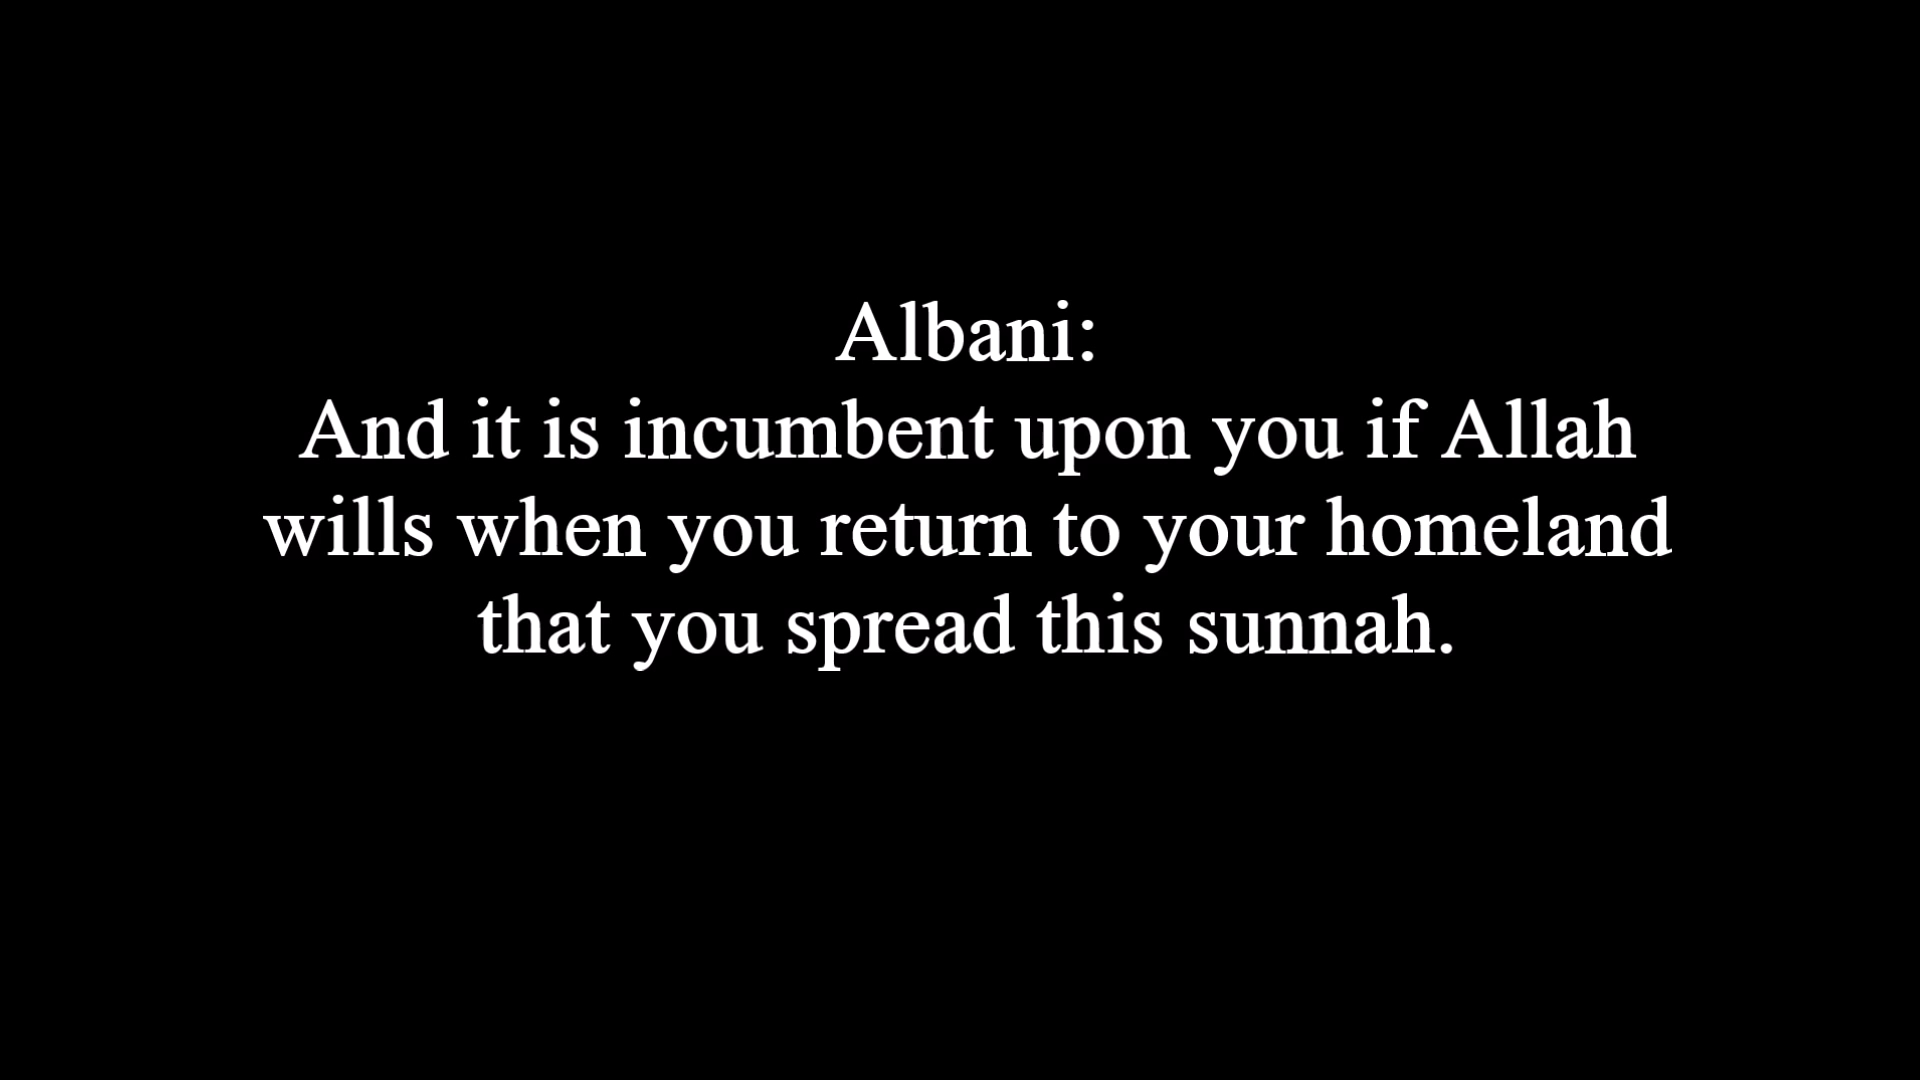 Albani:
And it is incumbent upon you if Allah
wills when you return to your homeland
that you spread this sunnah.